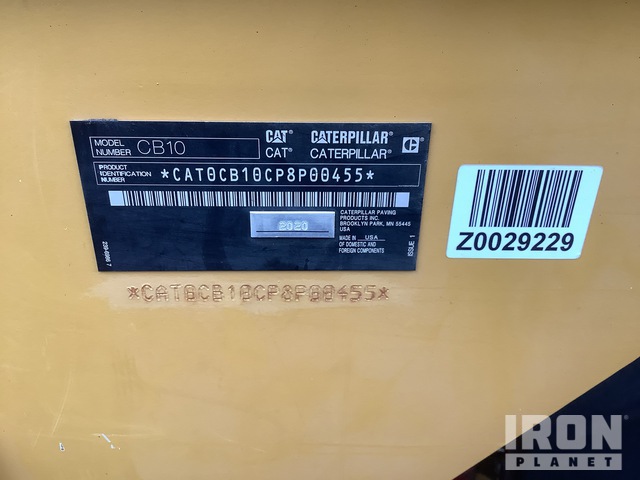 MODEL NUMBER CB10
CAT® CATERPILLAR®
CAT® CATERPILLAR®
PRODUCT IDENTIFICATION NUMBER *CAT0CB10CP8P00455*
2020
CATERPILLAR PAVING
PRODUCTS INC.
BROOKLYN PARK, MN 55445
USA
MADE IN USA
OF DOMESTIC AND
FOREIGN COMPONENTS
ISSUE 1
*CAT0CB10CP8P00455*
Z0029229
IRON
PLANET